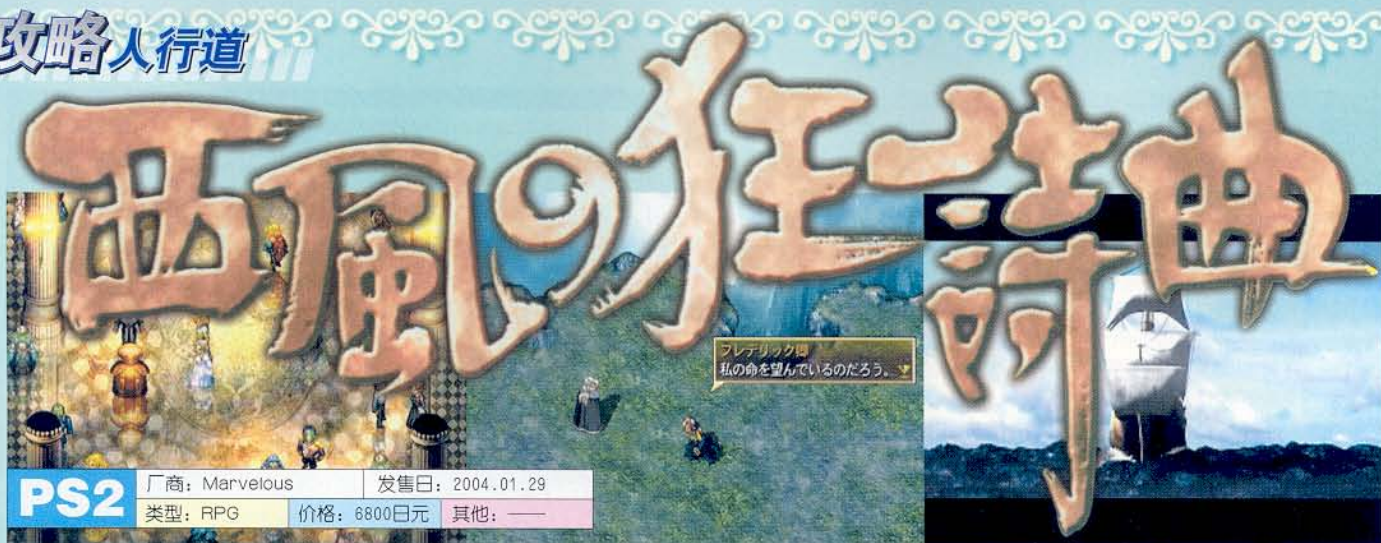 攻略人行道
西風の狂詩曲
フレデリック卿
私の命を望んでいるのだろう。
PS2
厂商：Marvelous
发售日：2004.01.29
类型：RPG
价格：6800日元
其他：——